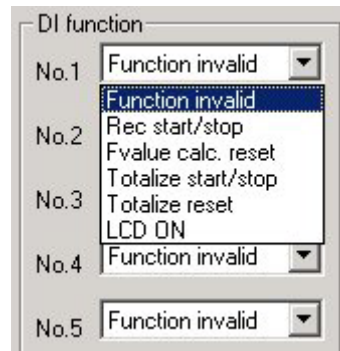 DI function
No.1 Function invalid
Function invalid
Rec start/stop
No.2
Fvalue calc. reset
Totalize start/stop
No.3
Totalize reset
LCD ON
No.4 Function invalid
No.5 Function invalid